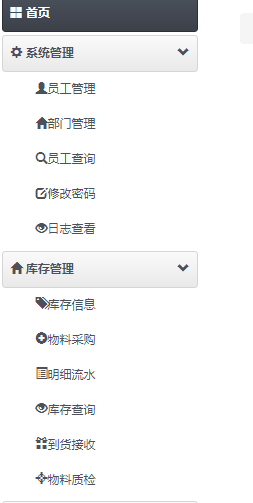 首页
系统管理
员工管理
部门管理
员工查询
修改密码
日志查看
库存管理
库存信息
物料采购
明细流水
库存查询
到货接收
物料质检